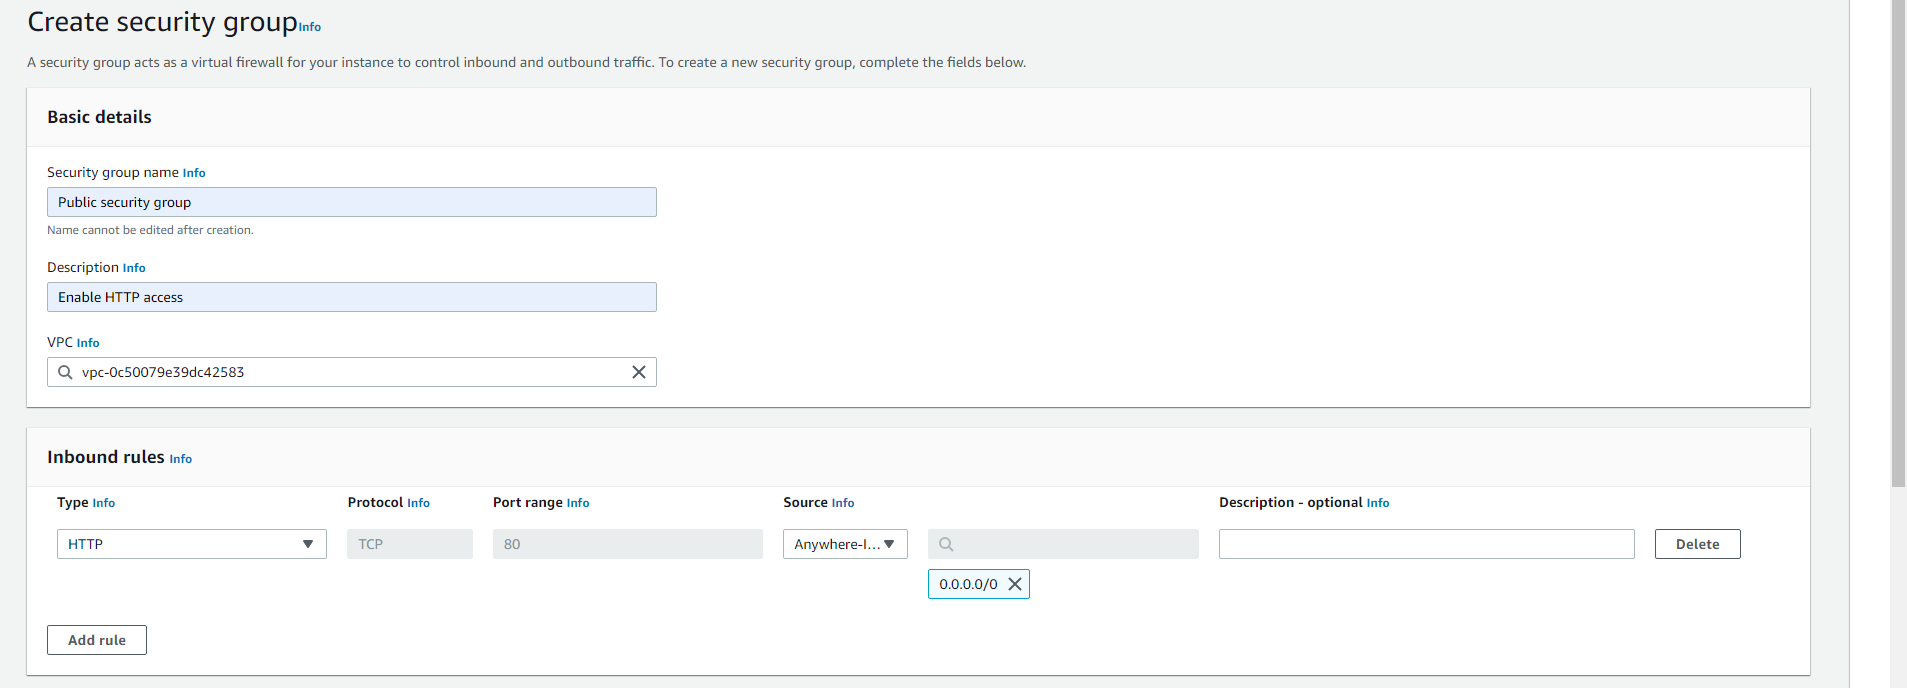 Create security group Info
A security group acts as a virtual firewall for your instance to control inbound and outbound traffic. To create a new security group, complete the fields below.
Basic details
Security group name Info
Public security group
Name cannot be edited after creation.
Description Info
Enable HTTP access
VPC Info
vpc-0c50079e39dc42583
Inbound rules Info
Type Info Protocol Info Port range Info Source Info Description - optional Info
HTTP TCP 80 Anywhere-I... Delete
0.0.0.0/0
Add rule